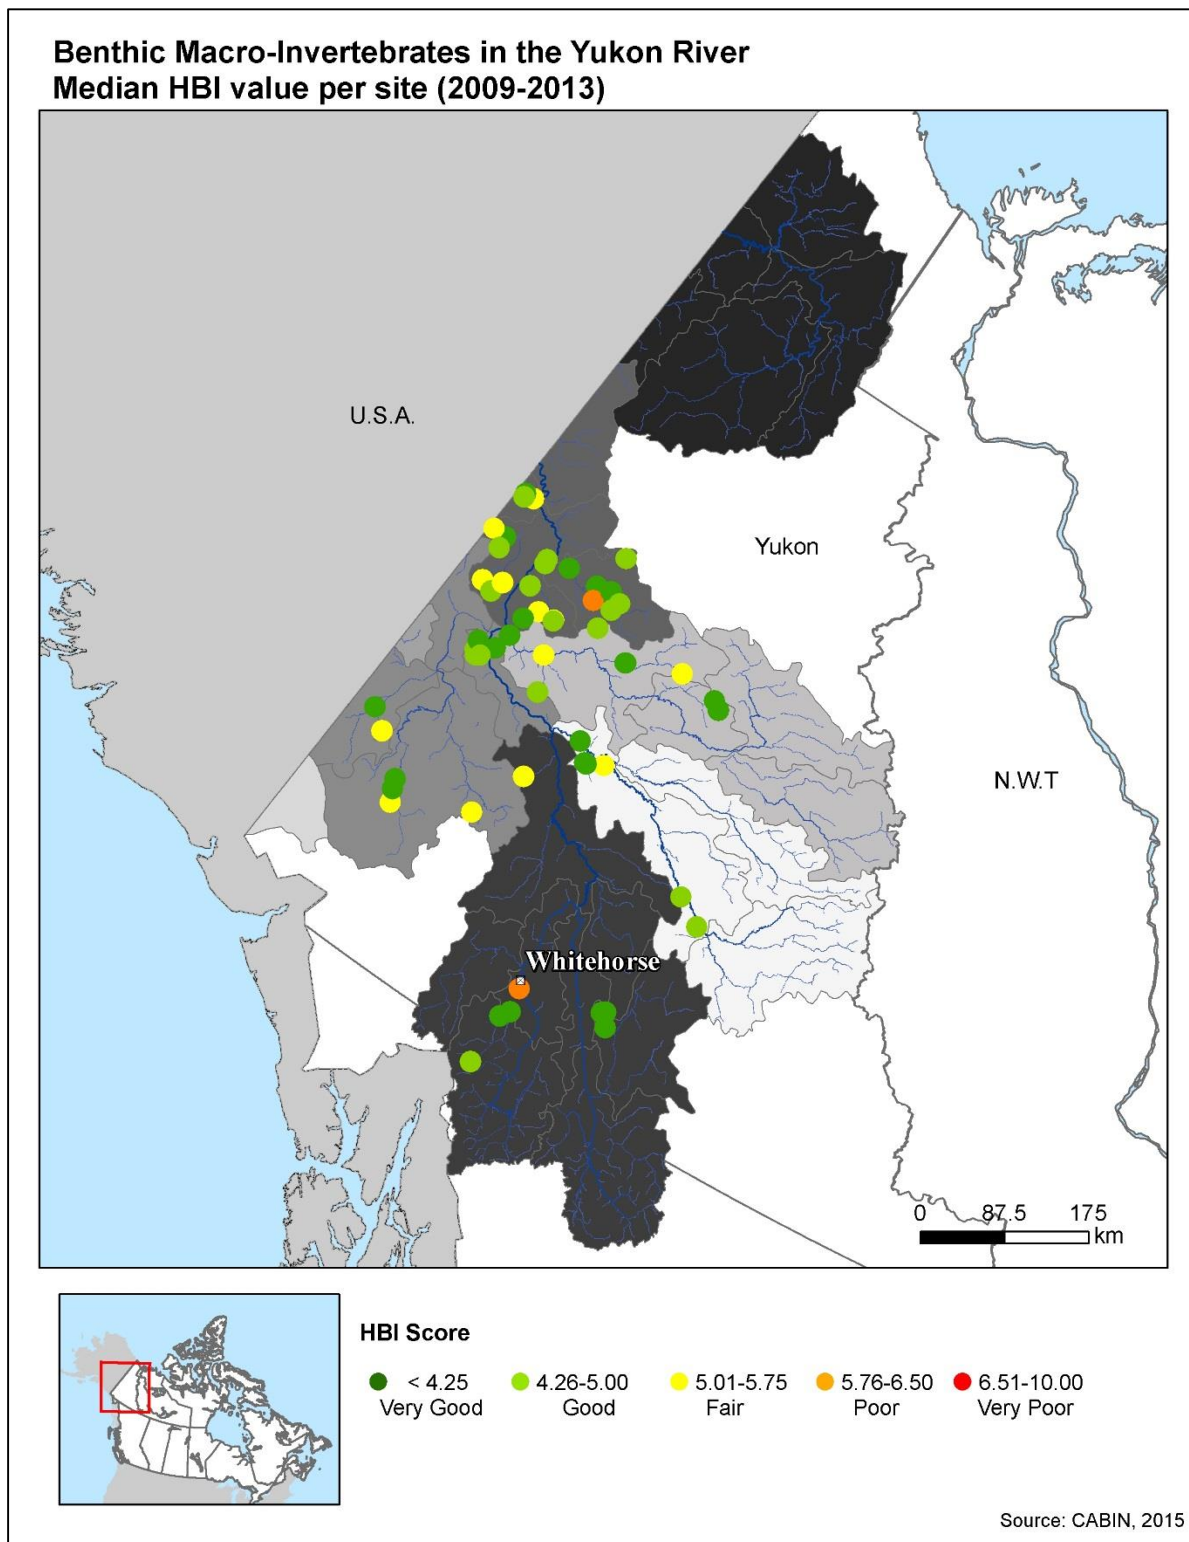 Benthic Macro-Invertebrates in the Yukon River
Median HBI value per site (2009-2013)
U.S.A.
Yukon
N.W.T
Whitehorse
0 87.5 175
km
HBI Score
< 4.25 4.26-5.00 5.01-5.75 5.76-6.50 6.51-10.00
Very Good Good Fair Poor Very Poor
Source: CABIN, 2015